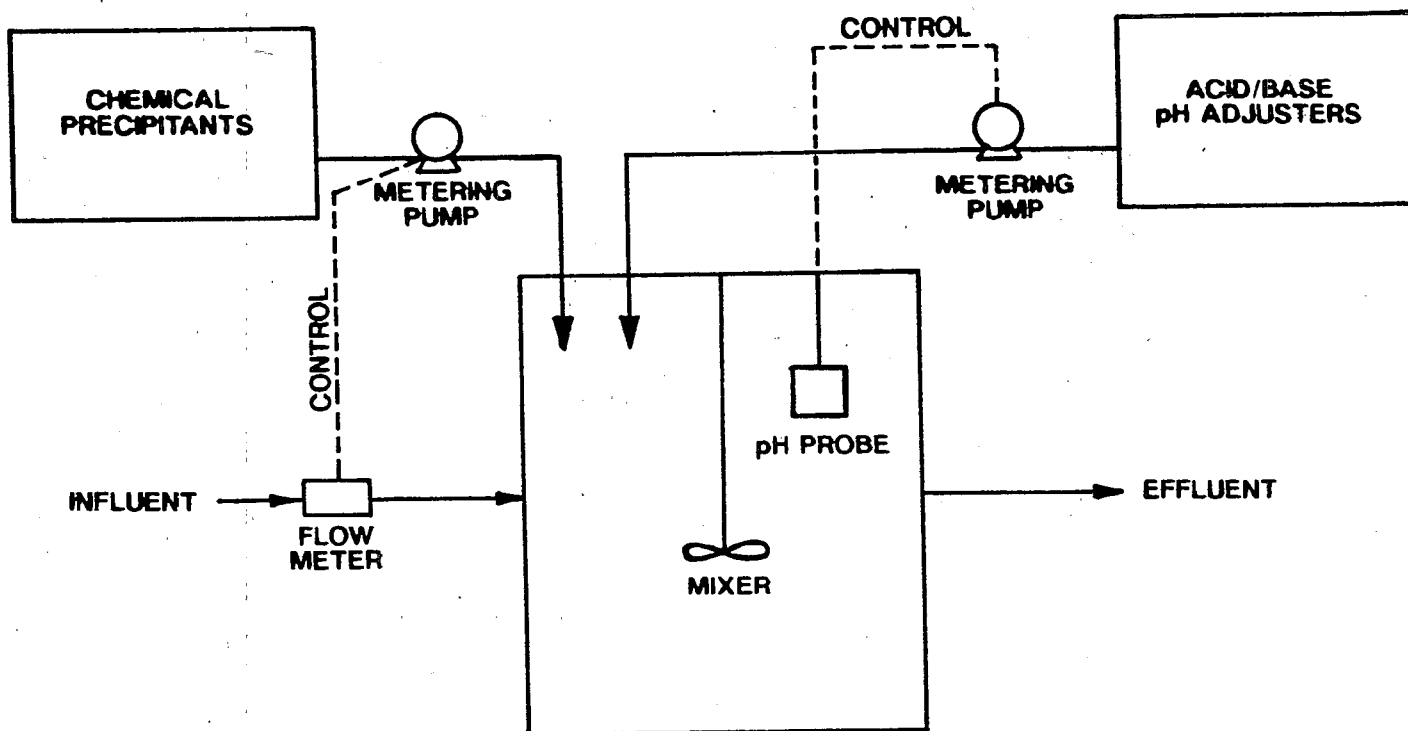 CONTROL
CHEMICAL
PRECIPITANTS
ACID/BASE
pH ADJUSTERS
METERING
PUMP
METERING
PUMP
CONTROL
pH PROBE
INFLUENT
FLOW
METER
EFFLUENT
MIXER